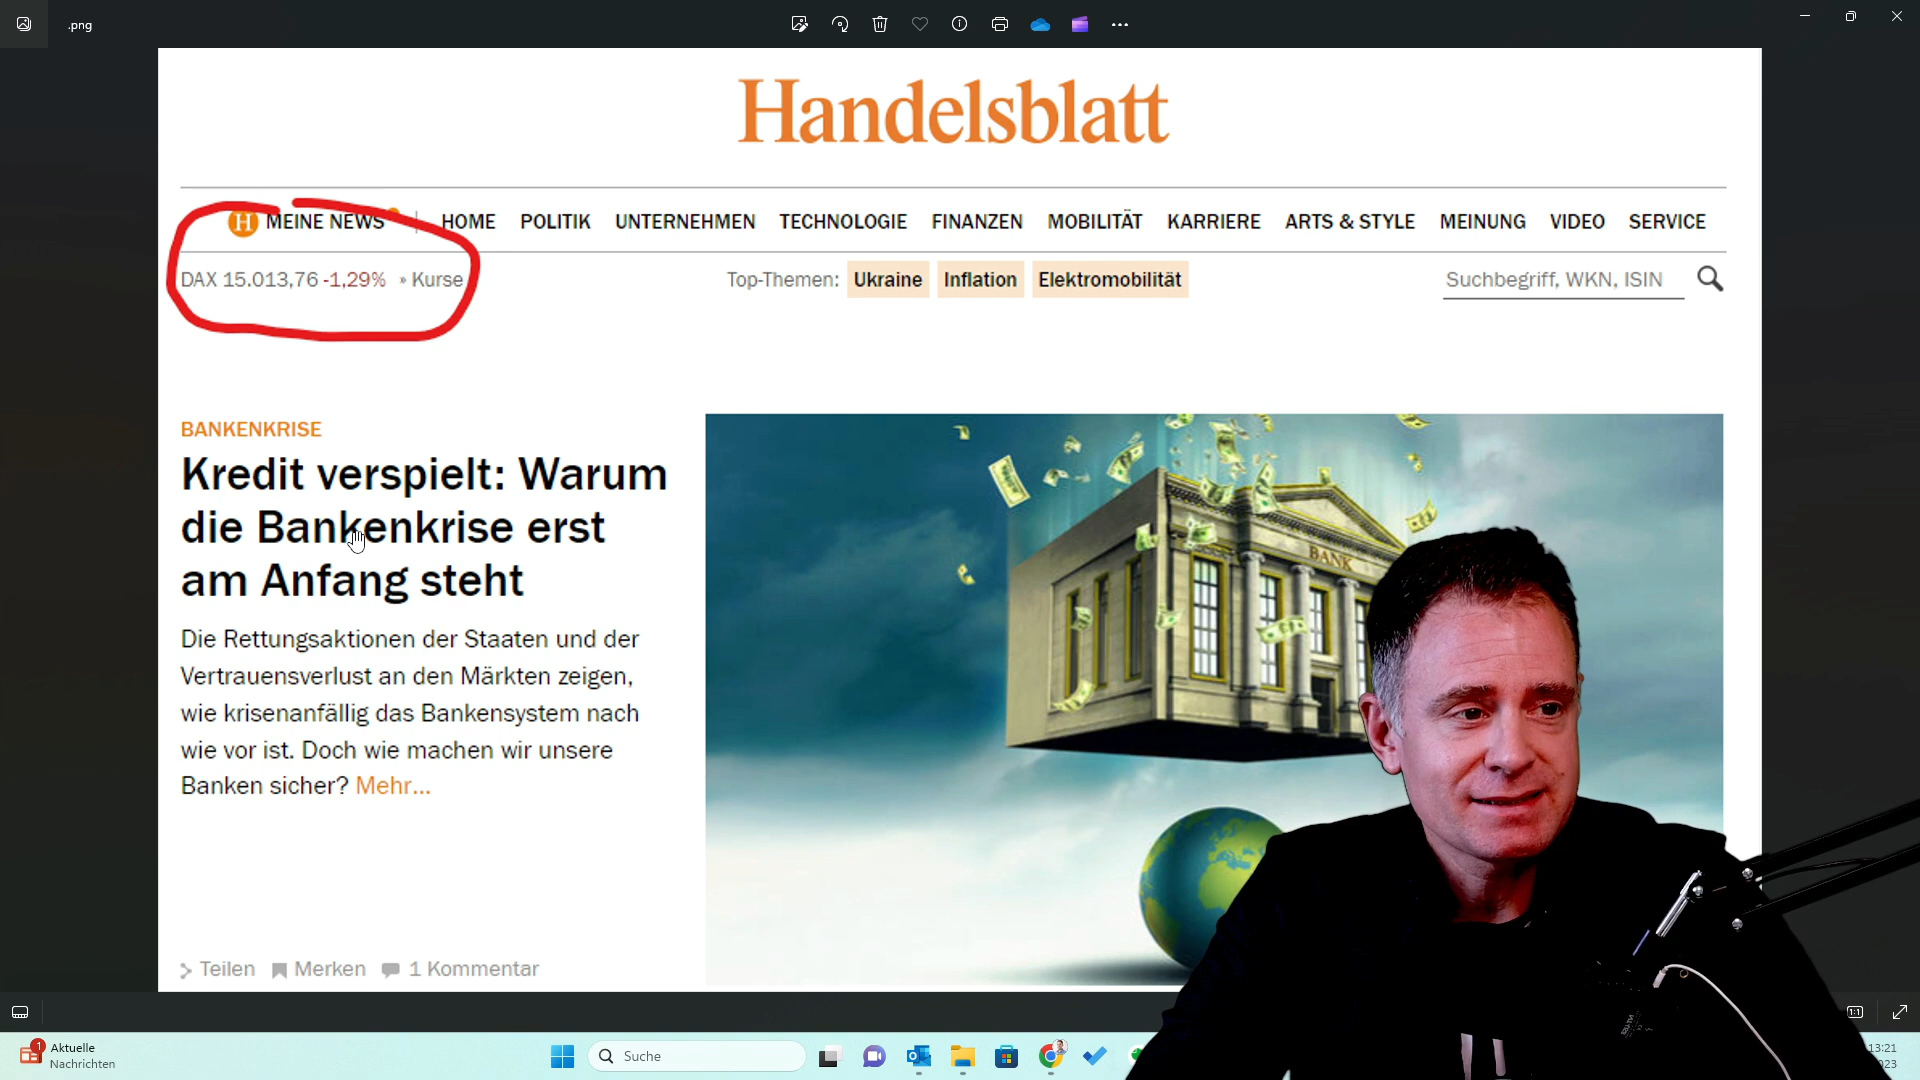 .png
Handelsblatt
H MEINE NEWS HOME POLITIK UNTERNEHMEN TECHNOLOGIE FINANZEN MOBILITÄT KARRIERE ARTS & STYLE MEINUNG VIDEO SERVICE
DAX 15.013,76 -1,29% » Kurse Top-Themen: Ukraine Inflation Elektromobilität Suchbegriff, WKN, ISIN
BANKENKRISE
Kredit verspielt: Warum
die Bankenkrise erst
am Anfang steht
BANK
Die Rettungsaktionen der Staaten und der
Vertrauensverlust an den Märkten zeigen,
wie krisenanfällig das Bankensystem nach
wie vor ist. Doch wie machen wir unsere
Banken sicher? Mehr...
Teilen Merken 1 Kommentar
1:1
1
Aktuelle
Nachrichten
Suche
13:21